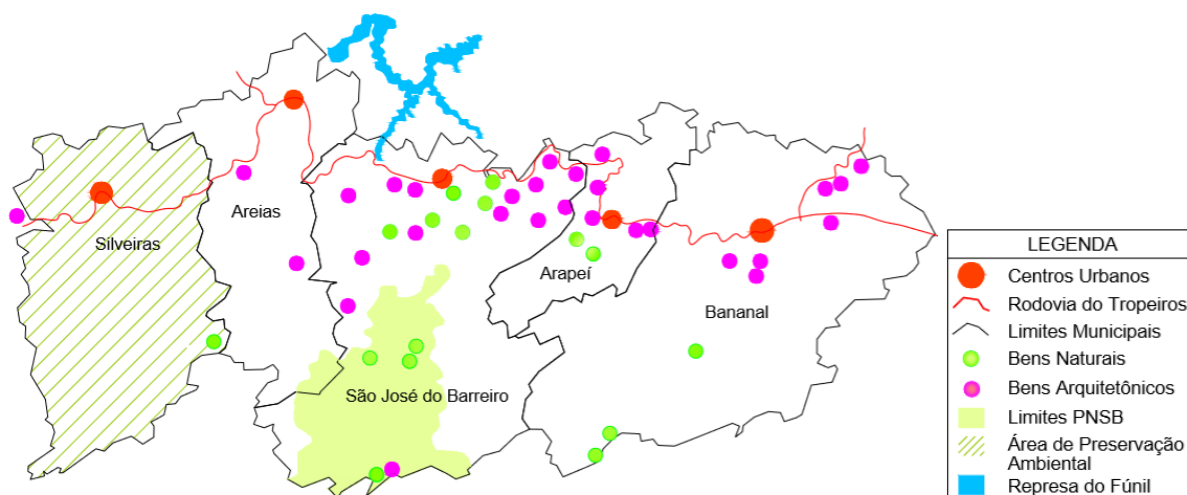 Silveiras
Areias
São José do Barreiro
Arapeí
Bananal
LEGENDA
Centros Urbanos
Rodovia do Tropeiros
Limites Municipais
Bens Naturais
Bens Arquitetônicos
Limites PNSB
Área de Preservação
Ambiental
Represa do Fúnil